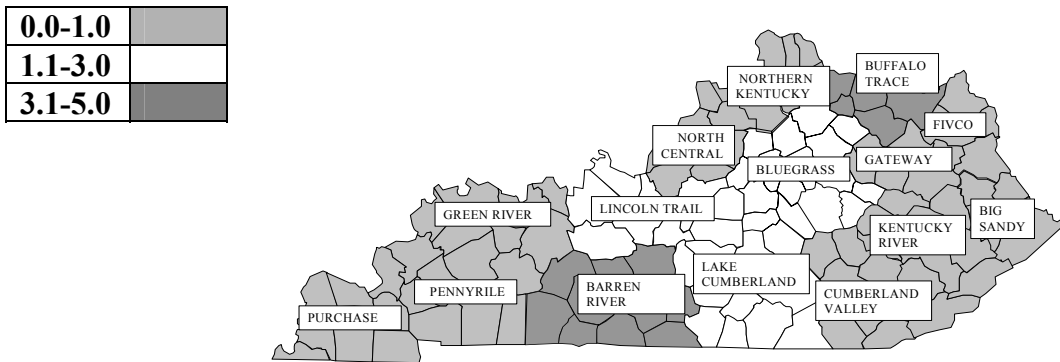 0.0-1.0
1.1-3.0
3.1-5.0
BUFFALO
TRACE
NORTHERN
KENTUCKY
FIVCO
NORTH
CENTRAL
GATEWAY
BLUEGRASS
GREEN RIVER
LINCOLN TRAIL
BIG
SANDY
KENTUCKY
RIVER
LAKE
CUMBERLAND
PENNYRILE
BARREN
RIVER
CUMBERLAND
VALLEY
PURCHASE